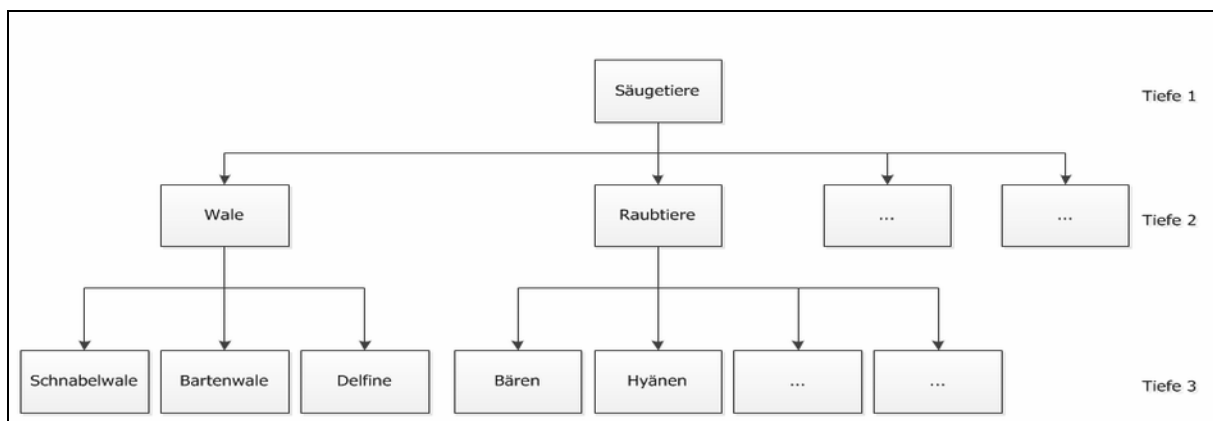 Säugetiere
Tiefe 1
Wale
Raubtiere
...
...
Tiefe 2
Schnabelwale
Bartenwale
Delfine
Bären
Hyänen
...
...
Tiefe 3